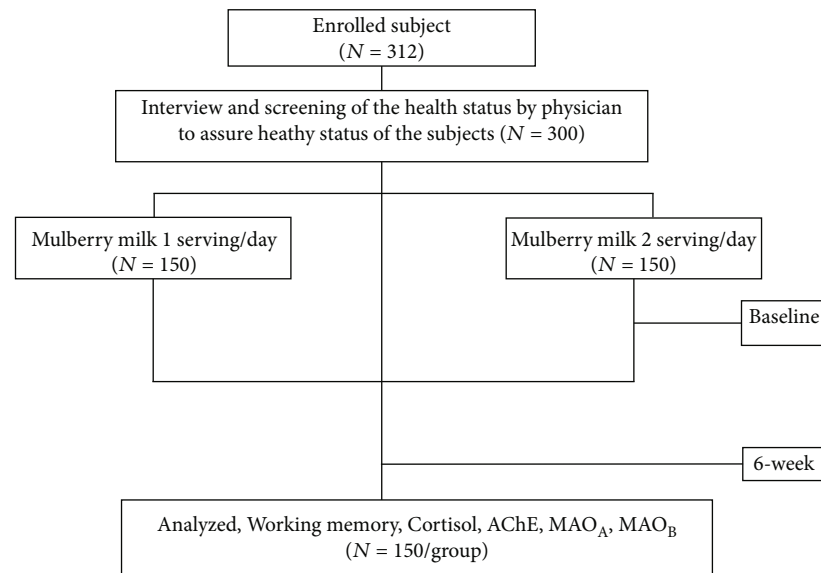 Enrolled subject
(N = 312)
Interview and screening of the health status by physician
to assure heathy status of the subjects (N = 300)
Mulberry milk 1 serving/day
(N = 150)
Mulberry milk 2 serving/day
(N = 150)
Baseline
6-week
Analyzed, Working memory, Cortisol, AChE, MAO_A, MAO_B
(N = 150/group)